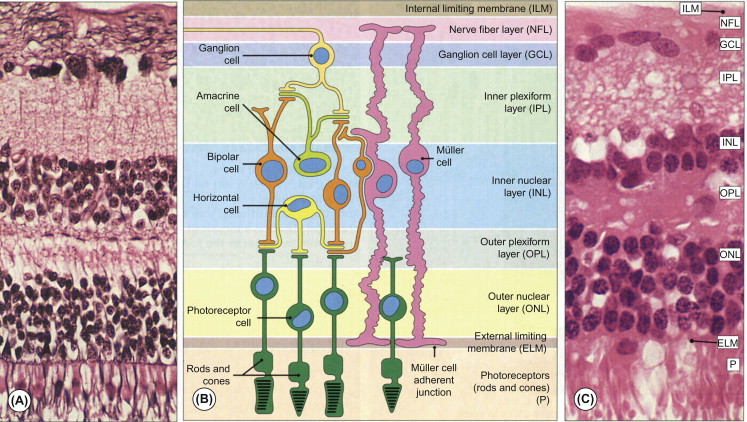 Internal limiting membrane (ILM)
Nerve fiber layer (NFL)
Ganglion
cell
Ganglion cell layer (GCL)
Amacrine
cell
Inner plexiform
layer (IPL)
Bipolar
cell
Müller
cell
Horizontal
cell
Inner nuclear
layer (INL)
Outer plexiform
layer (OPL)
Photoreceptor
cell
Outer nuclear
layer (ONL)
External limiting
membrane (ELM)
Rods and
cones
Müller cell
adherent
junction
Photoreceptors
(rods and cones)
(P)
(A)
(B)
ILM
NFL
GCL
IPL
INL
OPL
ONL
ELM
P
(C)